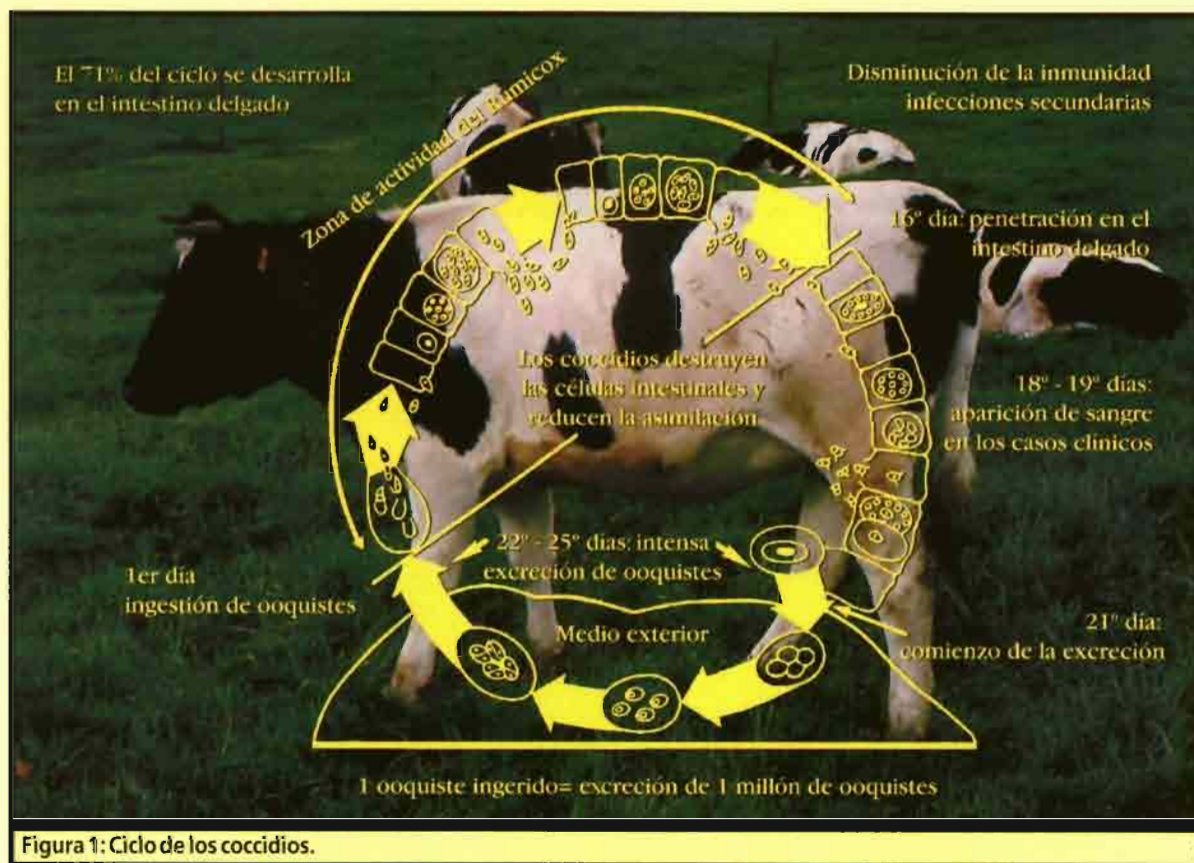 El 71% del ciclo se desarrolla
en el intestino delgado
Zona de actividad del Rumicox
Disminución de la inmunidad
infecciones secundarias
16º día: penetración en el
intestino delgado
Los coccidios destruyen
las células intestinales y
reducen la asimilación
18º - 19º días:
aparición de sangre
en los casos clínicos
22º - 25º días: intensa
excreción de ooquistes
1er día
ingestión de ooquistes
Medio exterior
21º día:
comienzo de la excreción
1 ooquiste ingerido= excreción de 1 millón de ooquistes
Figura 1: Ciclo de los coccidios.